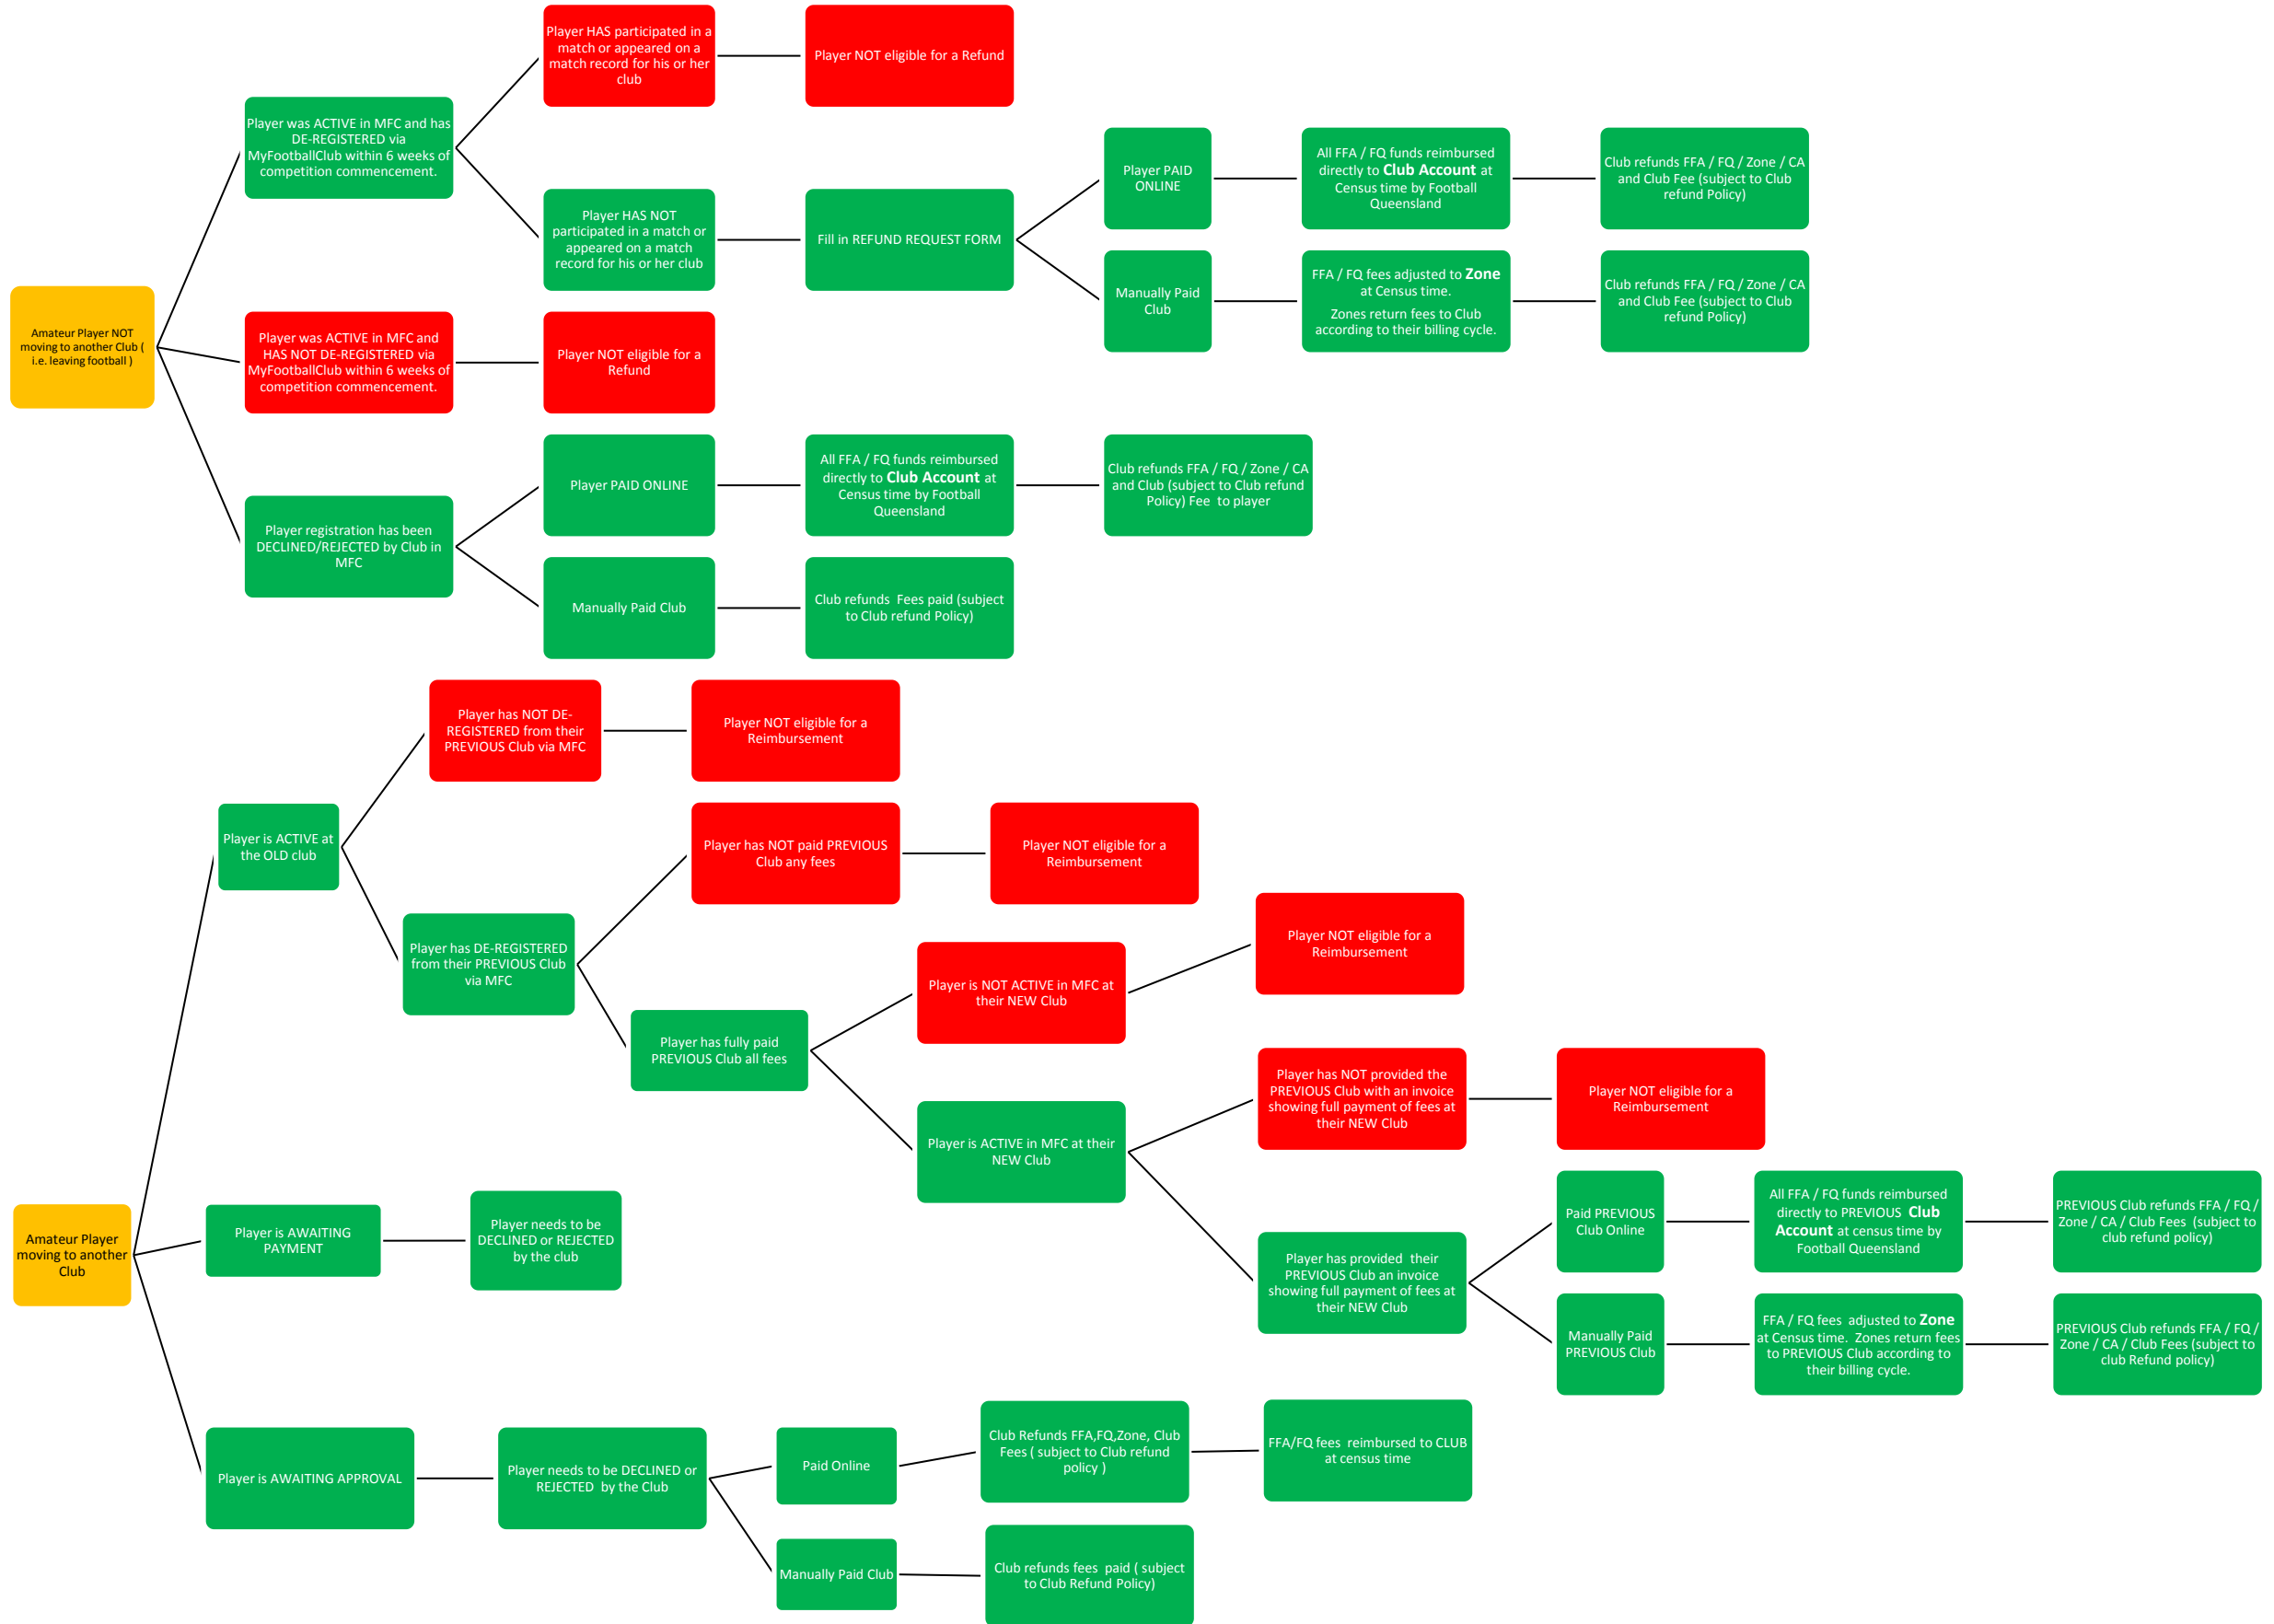 Player HAS participated in a
match or appeared on a
match record for his or her
club
Player NOT eligible for a Refund
Player was ACTIVE in MFC and has
DE-REGISTERED via
MyFootballClub within 6 weeks of
competition commencement.
Player HAS NOT
participated in a match or
appeared on a match
record for his or her club
Fill in REFUND REQUEST FORM
Player PAID
ONLINE
All FFA / FQ funds reimbursed
directly to Club Account at
Census time by Football
Queensland
Club refunds FFA / FQ / Zone / CA
and Club Fee (subject to Club
refund Policy)
Manually Paid
Club
FFA / FQ fees adjusted to Zone
at Census time.
Zones return fees to Club
according to their billing cycle.
Club refunds FFA / FQ / Zone / CA
and Club Fee (subject to Club
refund Policy)
Amateur Player NOT
moving to another Club (
i.e. leaving football )
Player was ACTIVE in MFC and
HAS NOT DE-REGISTERED via
MyFootballClub within 6 weeks of
competition commencement.
Player NOT eligible for a
Refund
Player registration has been
DECLINED/REJECTED by Club in
MFC
Player PAID ONLINE
All FFA / FQ funds reimbursed
directly to Club Account at
Census time by Football
Queensland
Club refunds FFA / FQ / Zone / CA
and Club (subject to Club refund
Policy) Fee  to player
Manually Paid Club
Club refunds  Fees paid (subject
to Club refund Policy)
Player has NOT DE-
REGISTERED from their
PREVIOUS Club via MFC
Player NOT eligible for a
Reimbursement
Player is ACTIVE at
the OLD club
Player has NOT paid PREVIOUS
Club any fees
Player NOT eligible for a
Reimbursement
Player has DE-REGISTERED
from their PREVIOUS Club
via MFC
Player NOT eligible for a
Reimbursement
Player is NOT ACTIVE in MFC at
their NEW Club
Player has fully paid
PREVIOUS Club all fees
Player has NOT provided the
PREVIOUS Club with an invoice
showing full payment of fees at
their NEW Club
Player NOT eligible for a
Reimbursement
Player is ACTIVE in MFC at their
NEW Club
Paid PREVIOUS
Club Online
All FFA / FQ funds reimbursed
directly to PREVIOUS  Club
Account at census time by
Football Queensland
PREVIOUS Club refunds FFA / FQ /
Zone / CA / Club Fees  (subject to
club refund policy)
Player has provided  their
PREVIOUS Club an invoice
showing full payment of fees at
their NEW Club
Manually Paid
PREVIOUS Club
FFA / FQ fees  adjusted to Zone
at Census time.  Zones return fees
to PREVIOUS Club according to
their billing cycle.
PREVIOUS Club refunds FFA / FQ /
Zone / CA / Club Fees (subject to
club Refund policy)
Amateur Player
moving to another
Club
Player is AWAITING
PAYMENT
Player needs to be
DECLINED or REJECTED
by the club
Player is AWAITING APPROVAL
Player needs to be DECLINED or
REJECTED  by the Club
Paid Online
Club Refunds FFA,FQ,Zone, Club
Fees ( subject to Club refund
policy )
FFA/FQ fees  reimbursed to CLUB
at census time
Manually Paid Club
Club refunds fees  paid ( subject
to Club Refund Policy)